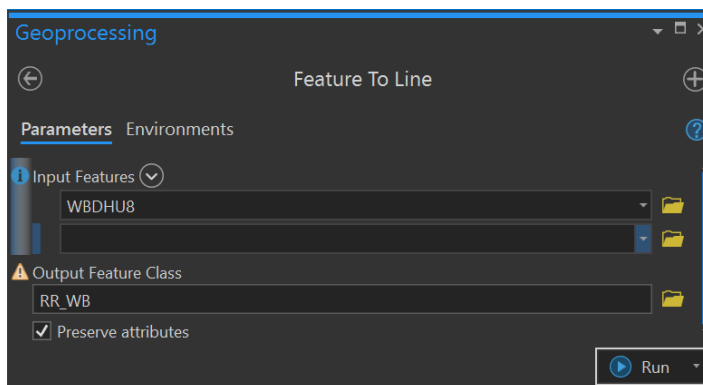 Geoprocessing
Feature To Line
Parameters Environments
Input Features
WBDHU8
Output Feature Class
RR_WB
Preserve attributes
Run